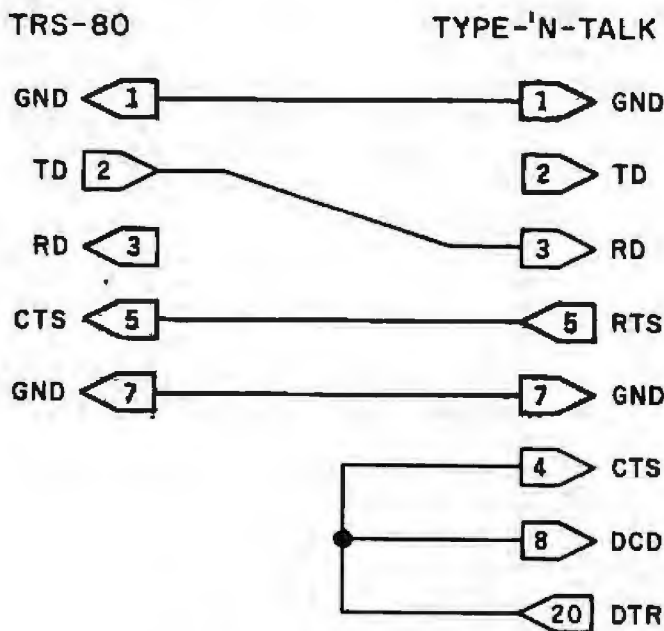 TRS-80 TYPE-'N-TALK
GND 1 1 GND
TD 2 2 TD
RD 3 3 RD
CTS 5 5 RTS
GND 7 7 GND
4 CTS
8 DCD
20 DTR